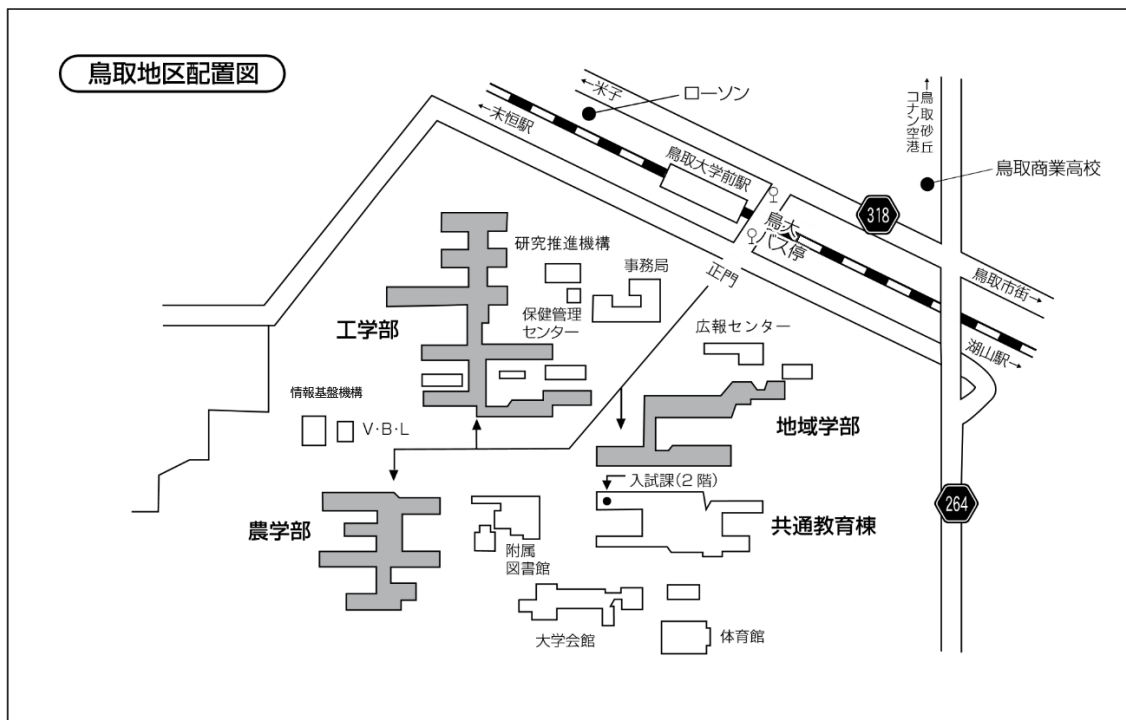 鳥取地区配置図
←米子
ローソン
←末恒駅
鳥取大学前駅
↑鳥取砂丘
コナン空港
鳥取商業高校
318
鳥大
バス停
研究推進機構
事務局
正門
鳥取市街→
保健管理
センター
広報センター
工学部
湖山駅→
情報基盤機構
V・B・L
地域学部
入試課(2階)
264
農学部
共通教育棟
附属
図書館
大学会館
体育館